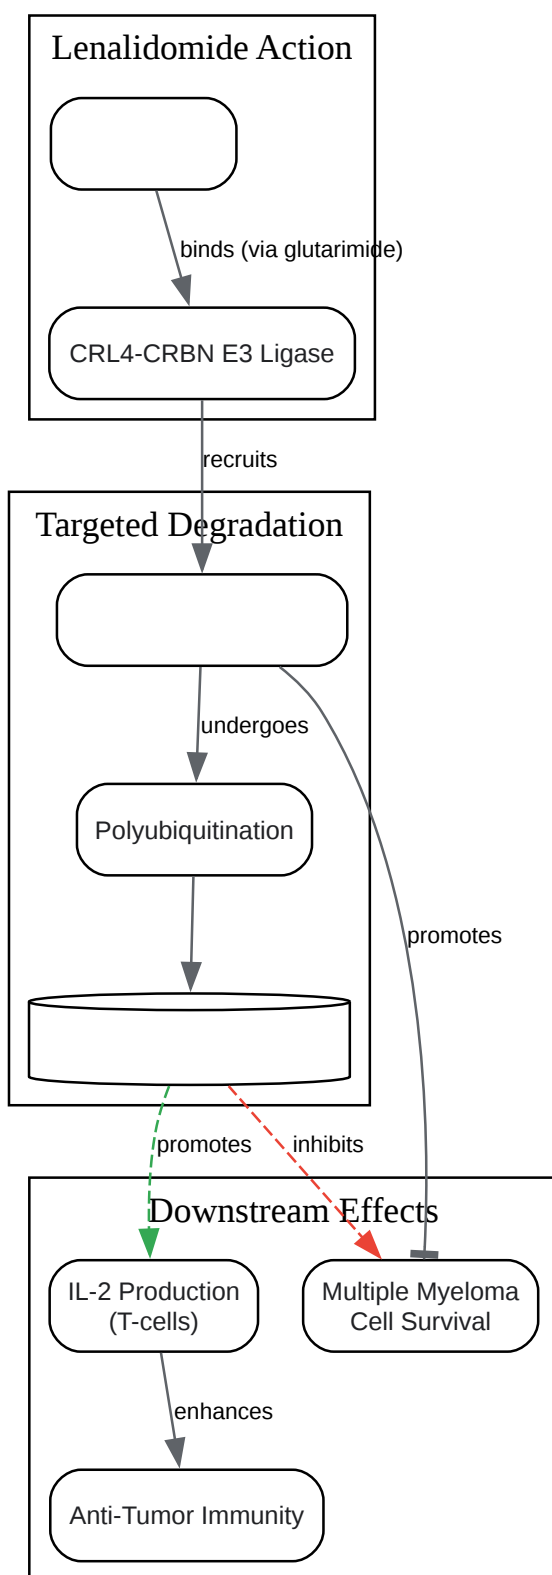 Lenalidomide Action
binds (via glutarimide)
CRL4-CRBN E3 Ligase
recruits
Targeted Degradation
undergoes
Polyubiquitination
promotes
promotes
inhibits
Downstream Effects
IL-2 Production
(T-cells)
Multiple Myeloma
Cell Survival
enhances
Anti-Tumor Immunity